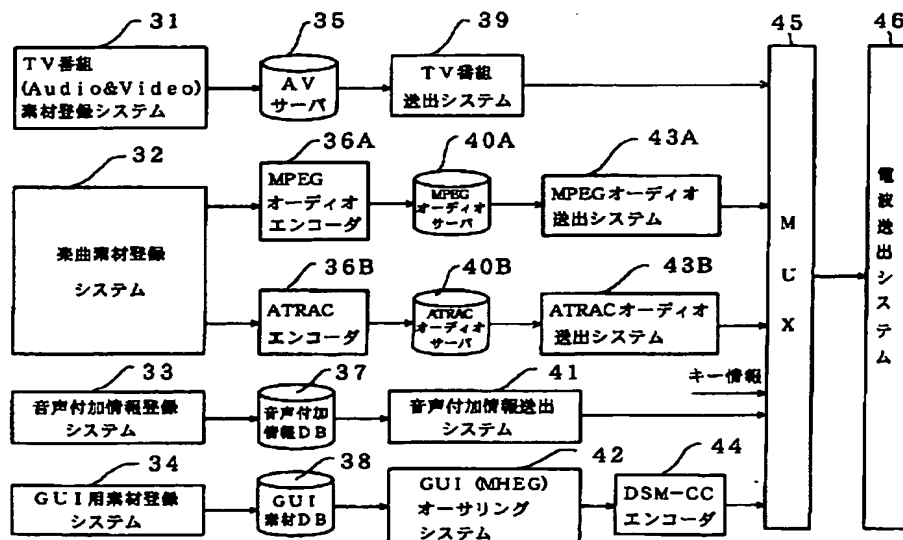 31
TV番組
(Audio&Video)
素材登録システム
35
AV
サーバ
39
TV番組
送出システム
45
MUX
46
電波送出システム
32
楽曲素材登録
システム
36A
MPEG
オーディオ
エンコーダ
40A
MPEG
オーディオ
サーバ
43A
MPEGオーディオ
送出システム
36B
ATRAC
エンコーダ
40B
ATRAC
オーディオ
サーバ
43B
ATRACオーディオ
送出システム
キー情報
33
音声付加情報登録
システム
37
音声付加
情報DB
41
音声付加情報送出
システム
34
GUI用素材登録
システム
38
GUI
素材DB
42
GUI(MHEG)
オーサリング
システム
44
DSM-CC
エンコーダ